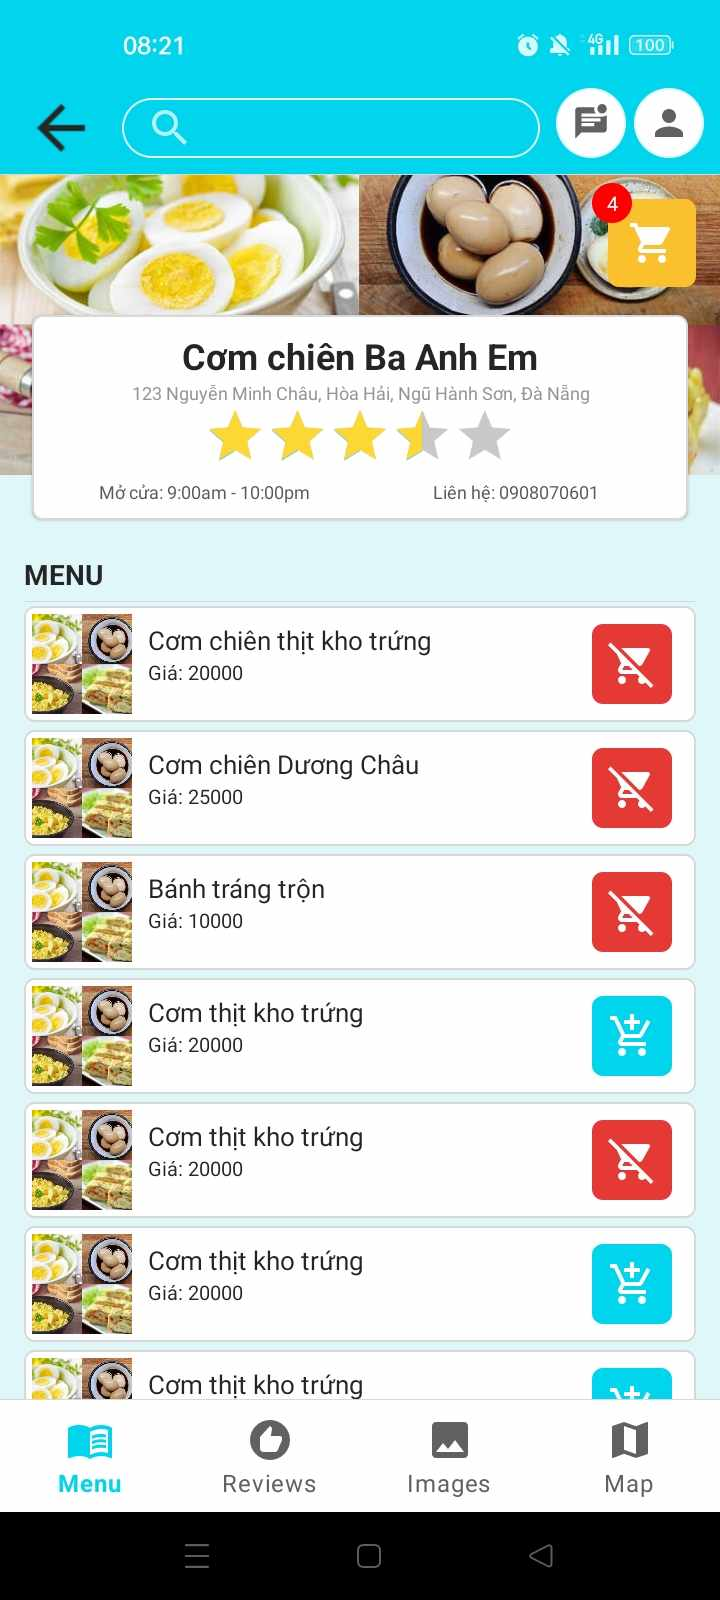 08:21
4G
100
4
Cơm chiên Ba Anh Em
123 Nguyễn Minh Châu, Hòa Hải, Ngũ Hành Sơn, Đà Nẵng
Mở cửa: 9:00am - 10:00pm
Liên hệ: 0908070601
MENU
Cơm chiên thịt kho trứng
Giá: 20000
Cơm chiên Dương Châu
Giá: 25000
Bánh tráng trộn
Giá: 10000
Cơm thịt kho trứng
Giá: 20000
Cơm thịt kho trứng
Giá: 20000
Cơm thịt kho trứng
Giá: 20000
Cơm thịt kho trứng
Menu
Reviews
Images
Map